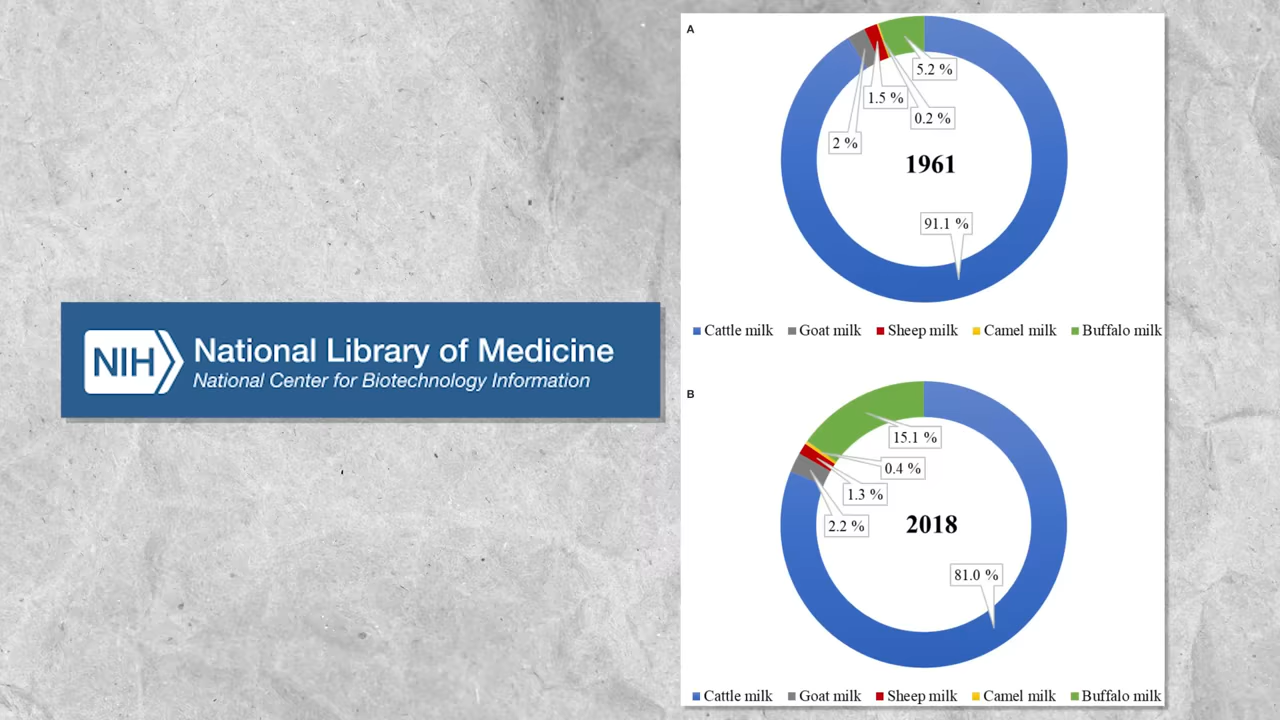 NIH
National Library of Medicine
National Center for Biotechnology Information
A
5.2 %
1.5 %
0.2 %
2 %
1961
91.1 %
Cattle milk Goat milk Sheep milk Camel milk Buffalo milk
B
15.1 %
0.4 %
1.3 %
2.2 %
2018
81.0 %
Cattle milk Goat milk Sheep milk Camel milk Buffalo milk